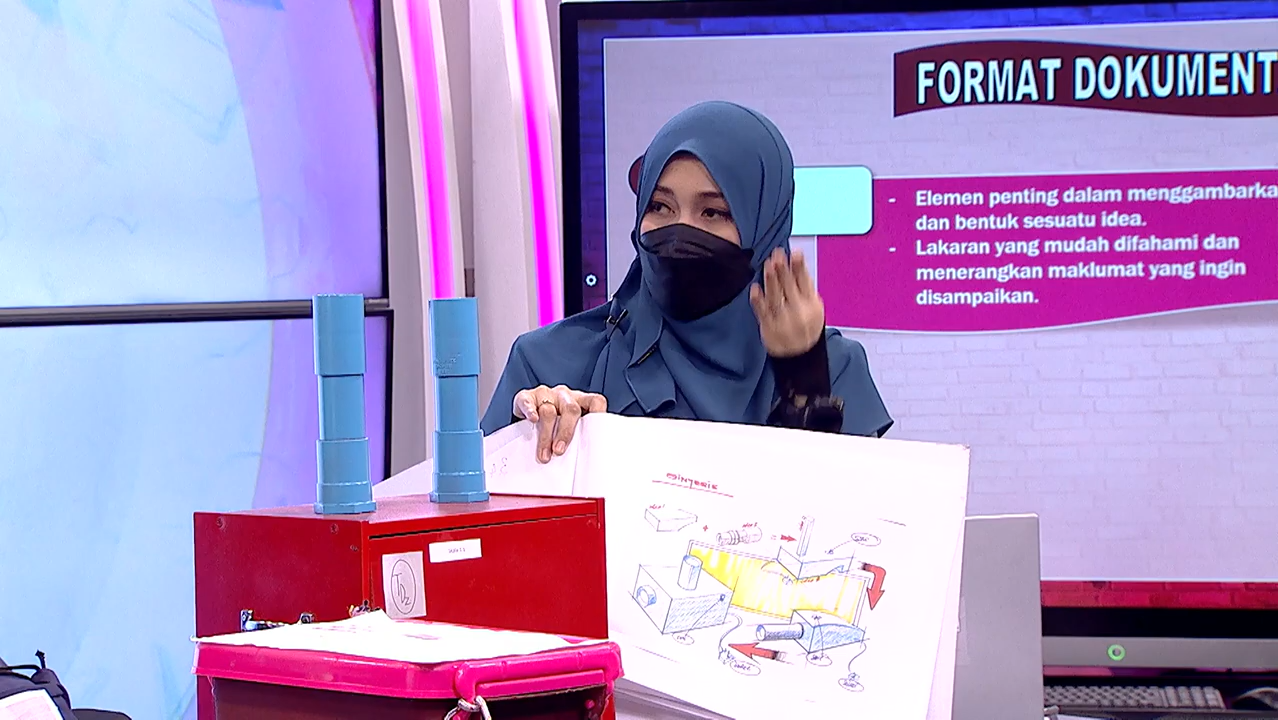 FORMAT DOKUMENT
- Elemen penting dalam menggambarka
dan bentuk sesuatu idea.
- Lakaran yang mudah difahami dan
menerangkan maklumat yang ingin
disampaikan.
SINTESIS